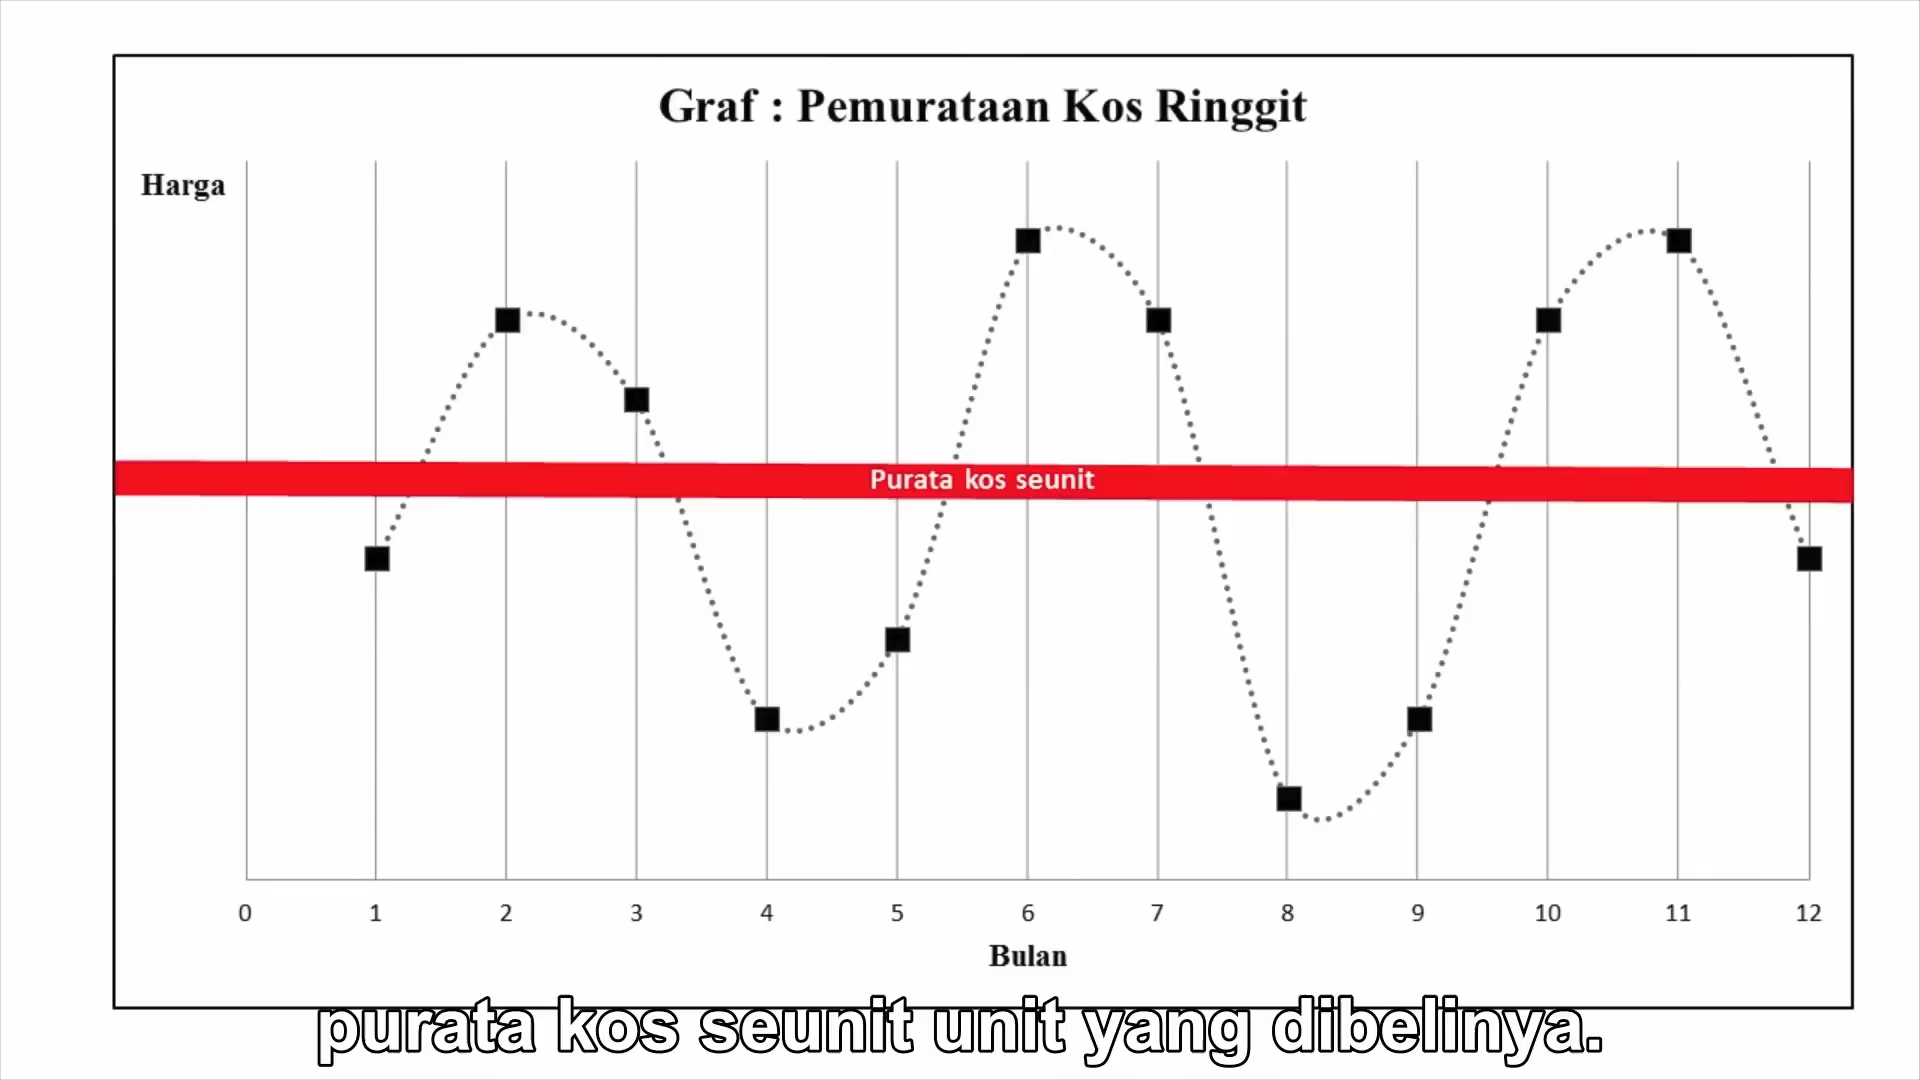 Graf : Pemurataan Kos Ringgit
Harga
Purata kos seunit
0 1 2 3 4 5 6 7 8 9 10 11 12
Bulan
purata kos seunit unit yang dibelinya.